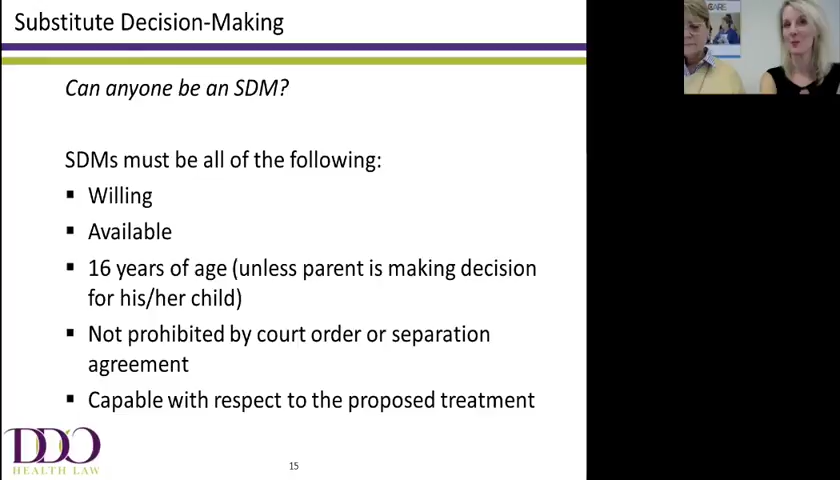 Substitute Decision-Making
CARE
Can anyone be an SDM?
SDMs must be all of the following:
▪ Willing
▪ Available
▪ 16 years of age (unless parent is making decision
for his/her child)
▪ Not prohibited by court order or separation
agreement
▪ Capable with respect to the proposed treatment
DDO
HEALTH LAW
15